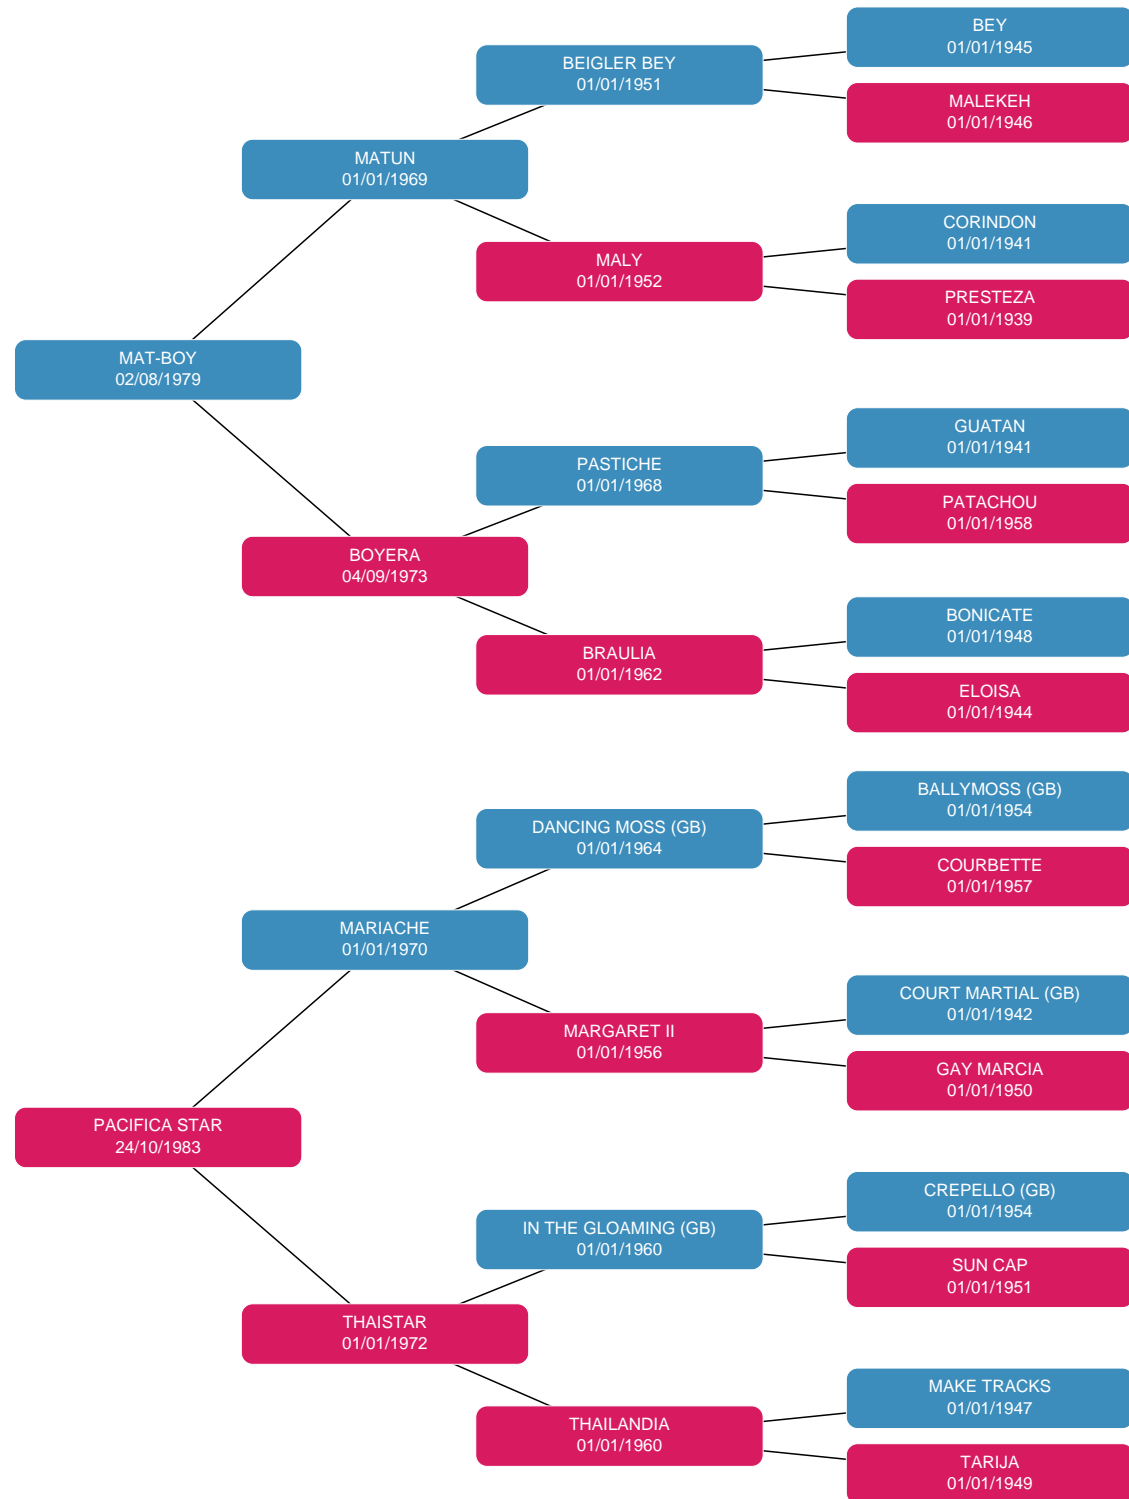 BEY
01/01/1945
BEIGLER BEY
01/01/1951
MALEKEH
01/01/1946
MATUN
01/01/1969
CORINDON
01/01/1941
MALY
01/01/1952
PRESTEZA
01/01/1939
MAT-BOY
02/08/1979
GUATAN
01/01/1941
PASTICHE
01/01/1968
PATACHOU
01/01/1958
BOYERA
04/09/1973
BONICATE
01/01/1948
BRAULIA
01/01/1962
ELOISA
01/01/1944
BALLYMOSS (GB)
01/01/1954
DANCING MOSS (GB)
01/01/1964
COURBETTE
01/01/1957
MARIACHE
01/01/1970
COURT MARTIAL (GB)
01/01/1942
MARGARET II
01/01/1956
GAY MARCIA
01/01/1950
PACIFICA STAR
24/10/1983
CREPELLO (GB)
01/01/1954
IN THE GLOAMING (GB)
01/01/1960
SUN CAP
01/01/1951
THAISTAR
01/01/1972
MAKE TRACKS
01/01/1947
THAILANDIA
01/01/1960
TARIJA
01/01/1949